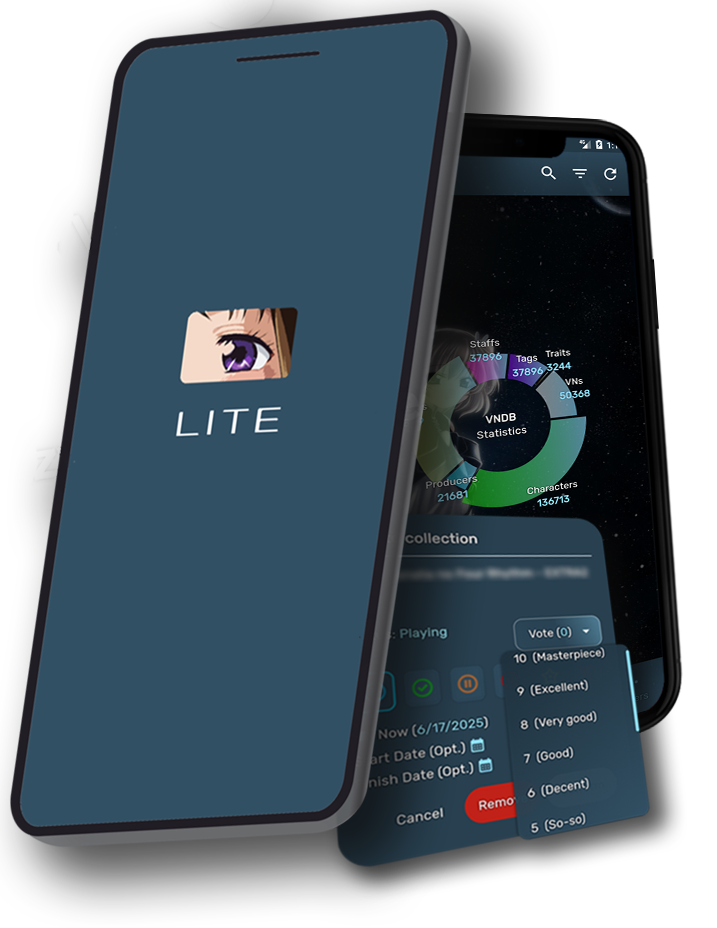 LITE
4G
Staffs
37896
Tags
37896
Traits
3244
VNs
50368
VNDB
Statistics
Producers
21681
Characters
136713
collection
: Playing
Vote (0)
10 (Masterpiece)
9 (Excellent)
8 (Very good)
7 (Good)
6 (Decent)
5 (So-so)
Now (6/17/2025)
art Date (Opt.)
nish Date (Opt.)
Cancel
Remo